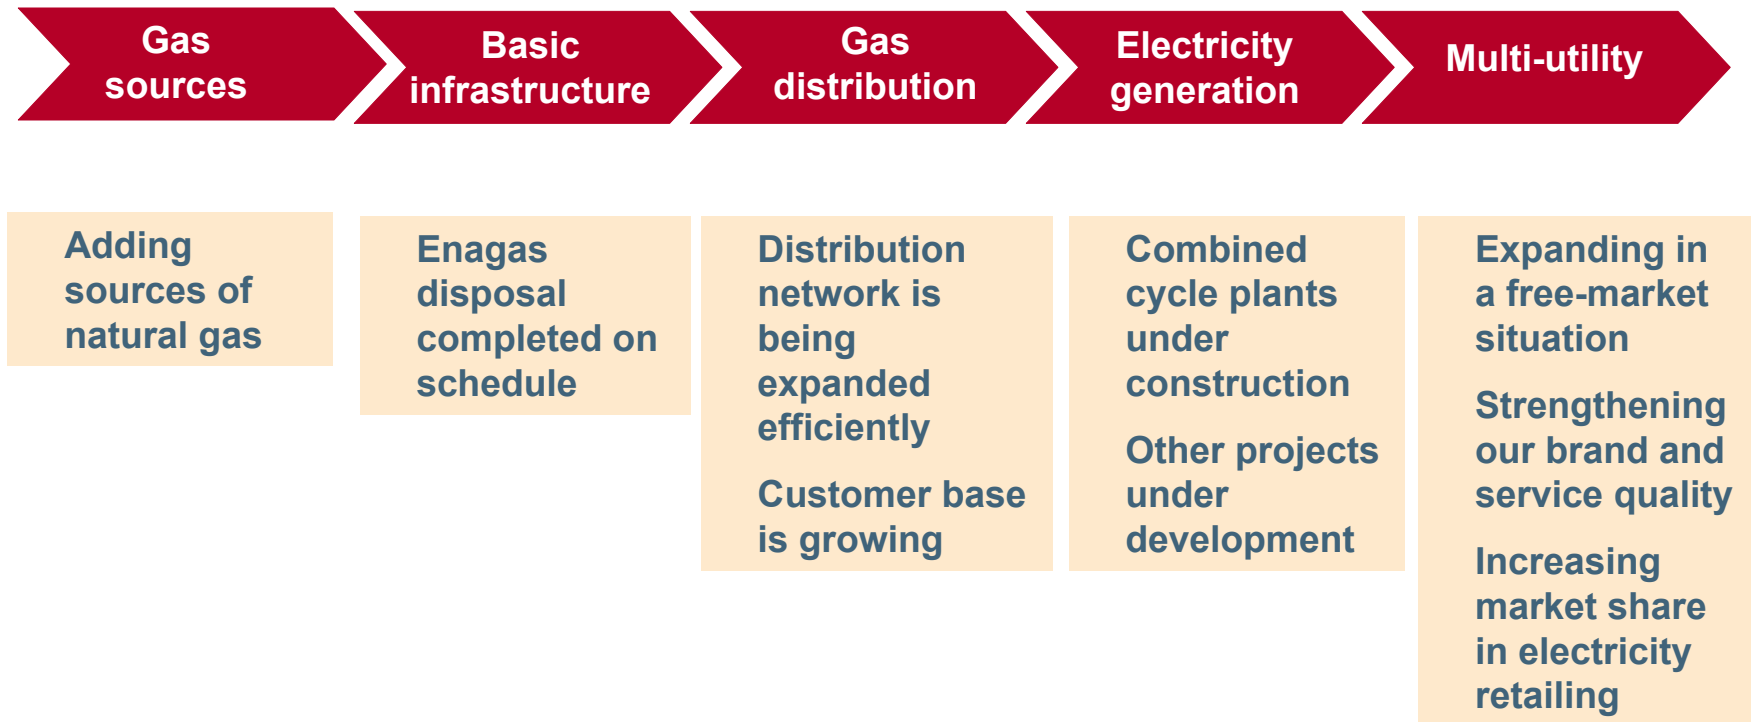 Gas
sources
Basic
infrastructure
Gas
distribution
Electricity
generation
Multi-utility
Adding
sources of
natural gas
Enagas
disposal
completed on
schedule
Distribution
network is
being
expanded
efficiently
Customer base
is growing
Combined
cycle plants
under
construction
Other projects
under
development
Expanding in
a free-market
situation
Strengthening
our brand and
service quality
Increasing
market share
in electricity
retailing